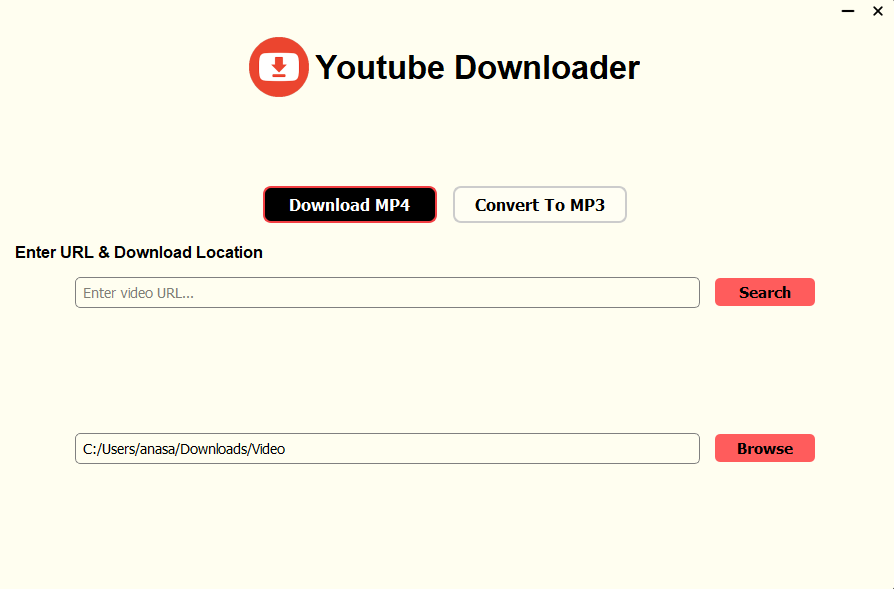 Youtube Downloader
Download MP4 Convert To MP3
Enter URL & Download Location
Enter video URL... Search
C:/Users/anasa/Downloads/Video Browse